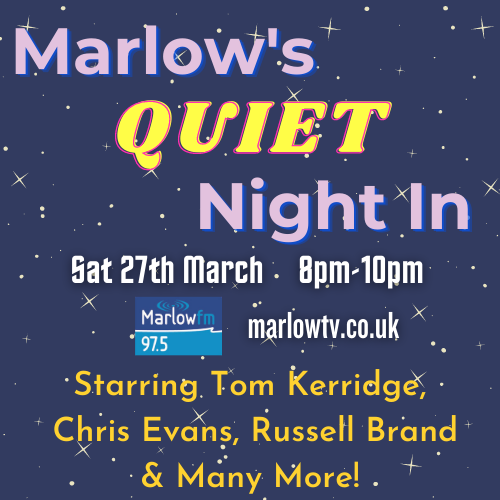 Marlow's
QUIET
Night In
Sat 27th March 8pm-10pm
Marlowfm
97.5
marlowtv.co.uk
Starring Tom Kerridge,
Chris Evans, Russell Brand
& Many More!